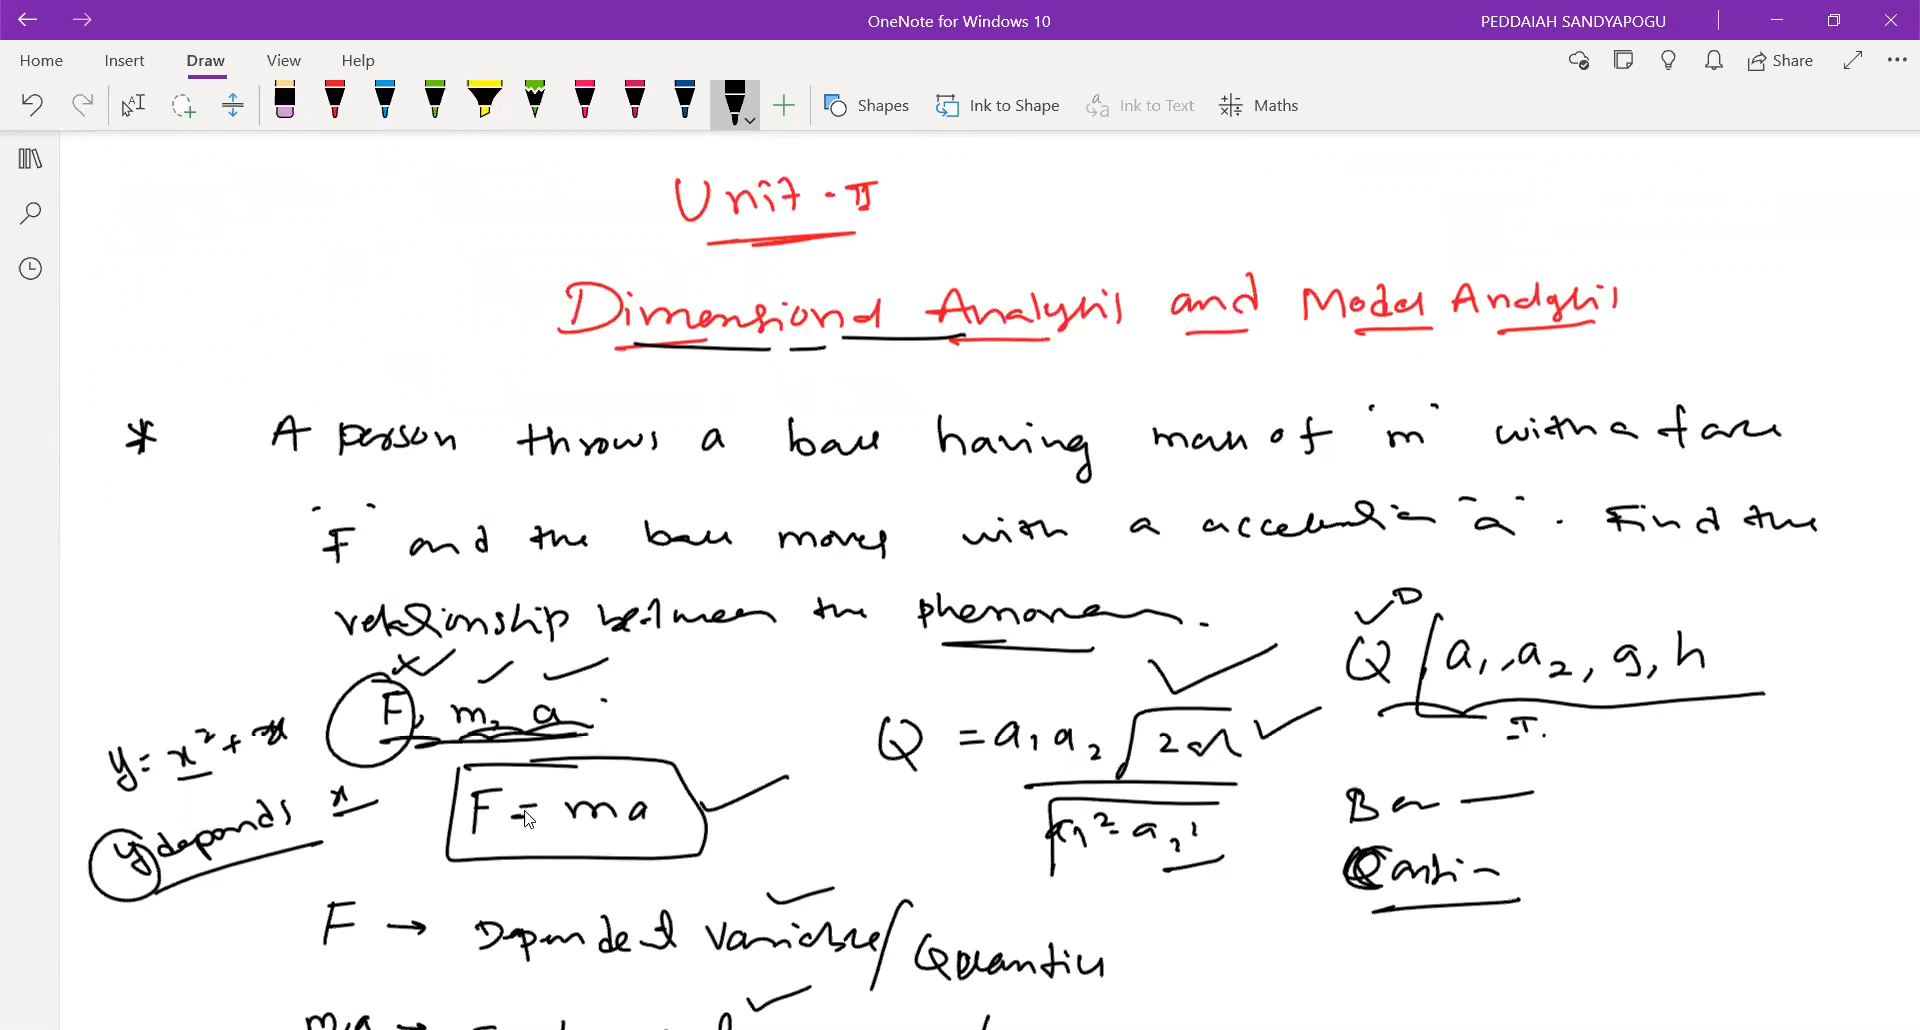 OneNote for Windows 10
PEDDAIAH SANDYAPOGU
Home Insert Draw View Help
Share
Shapes Ink to Shape Ink to Text Maths
Unit - II
Dimensional Analysis and Model Analysis
* A person throws a ball having mass of "m" with a force
"F" and the ball moves with a acceleration "a". Find the
relationship between the phenomenon.
F, m, a
Q / a₁, a₂, g, h
D
I.
y = x² +
Q = a₁ a₂ √2gh
√a₁² - a₂²
y depends x
F = ma
F → Dependent variable/Quantities
m, a →